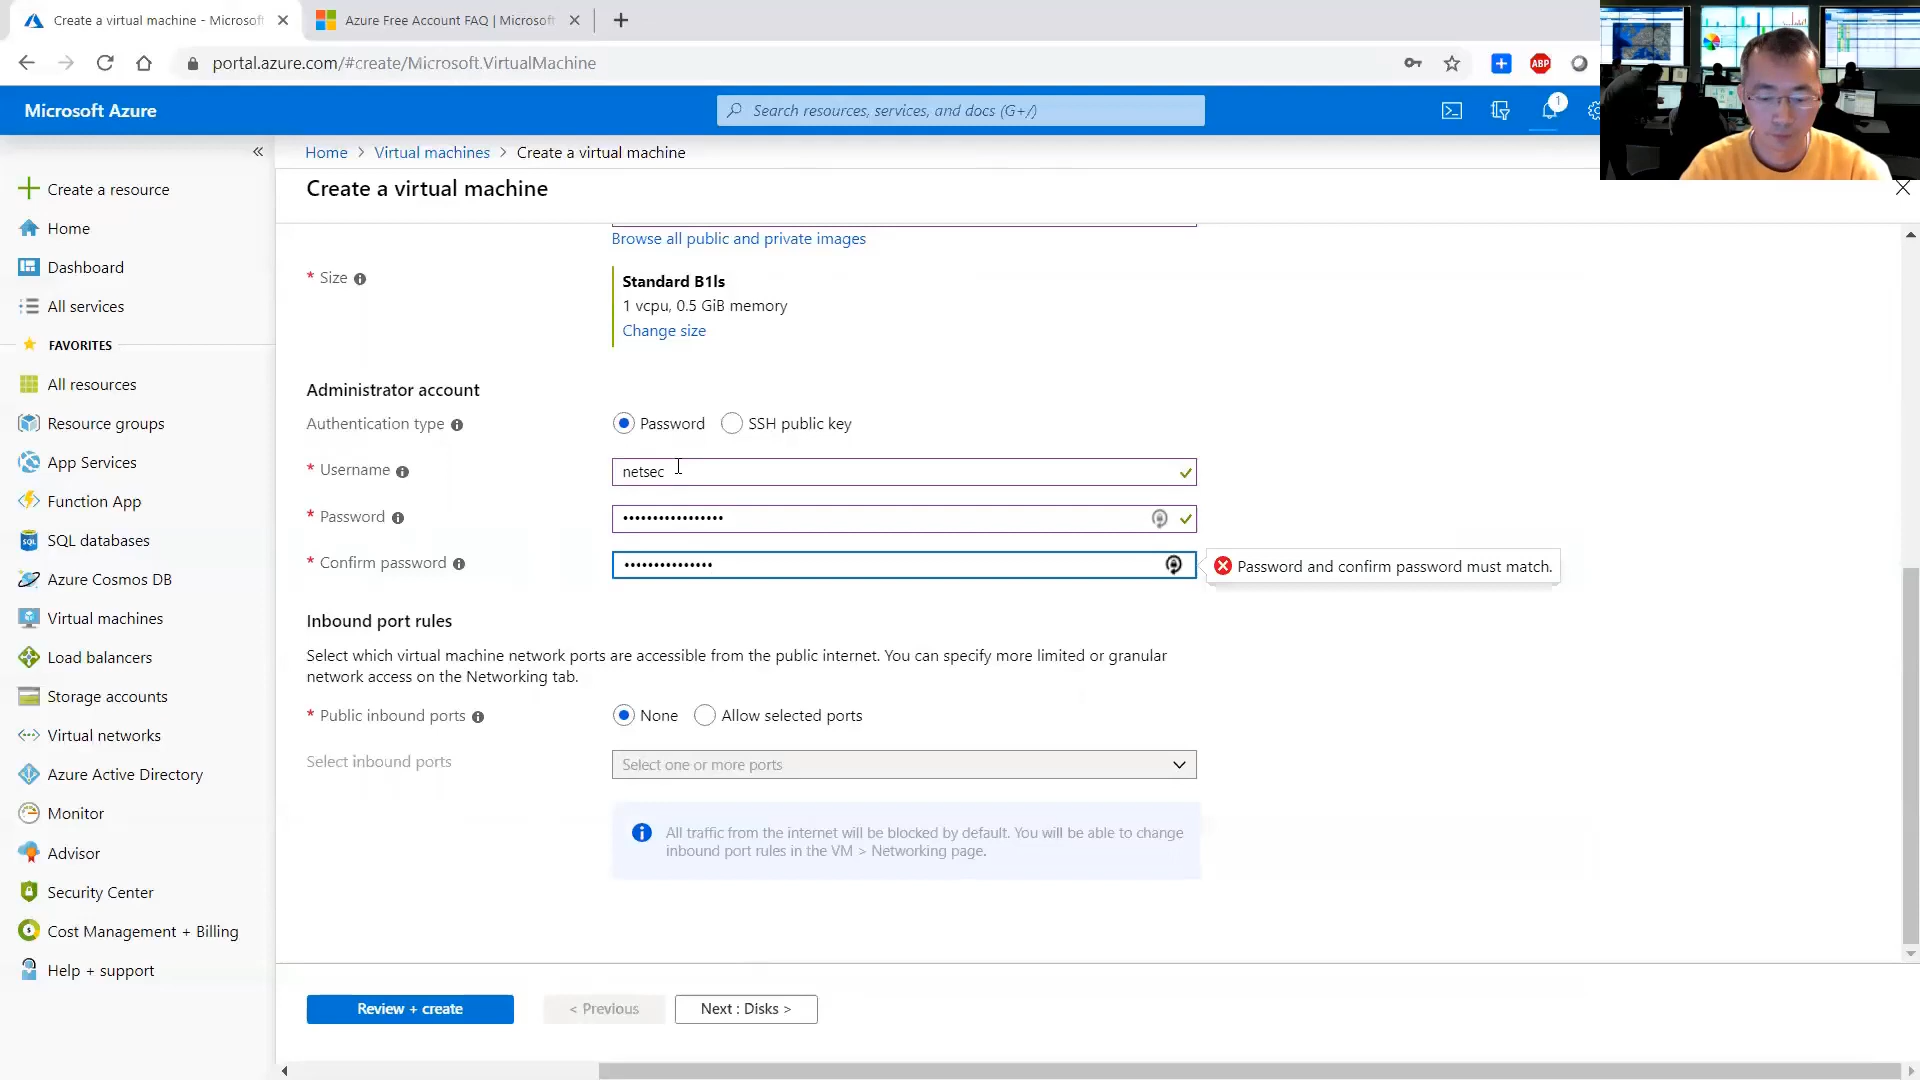 Create a virtual machine - Microsof
Azure Free Account FAQ | Microsoft
portal.azure.com/#create/Microsoft.VirtualMachine
ABP
Microsoft Azure
Search resources, services, and docs (G+/)
1
Home > Virtual machines > Create a virtual machine
Create a virtual machine
Create a resource
Home
Dashboard
All services
FAVORITES
All resources
Resource groups
App Services
Function App
SQL databases
Azure Cosmos DB
Virtual machines
Load balancers
Storage accounts
Virtual networks
Azure Active Directory
Monitor
Advisor
Security Center
Cost Management + Billing
Help + support
Browse all public and private images
* Size
Standard B1ls
1 vcpu, 0.5 GiB memory
Change size
Administrator account
Authentication type
Password
SSH public key
* Username
netsec
* Password
•••••••••••••••••
* Confirm password
•••••••••••••••
Password and confirm password must match.
Inbound port rules
Select which virtual machine network ports are accessible from the public internet. You can specify more limited or granular
network access on the Networking tab.
* Public inbound ports
None
Allow selected ports
Select inbound ports
Select one or more ports
All traffic from the internet will be blocked by default. You will be able to change
inbound port rules in the VM > Networking page.
Review + create
< Previous
Next : Disks >